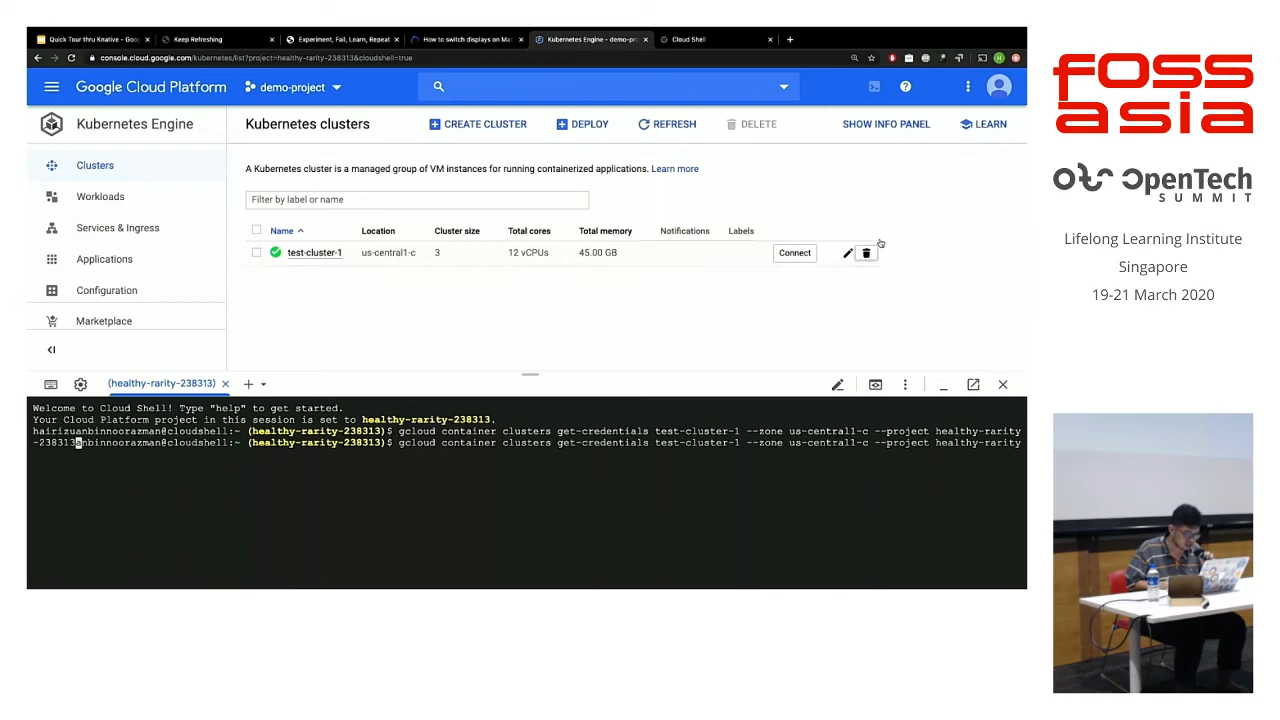 Quick Tour thru Knative - Goo
Keep Refreshing
Experiment, Fail, Learn, Repeat
How to switch displays on Ma
Kubernetes Engine - demo-pro
Cloud Shell
console.cloud.google.com/kubernetes/list?project=healthy-rarity-238313&cloudshell=true
Google Cloud Platform
demo-project
Kubernetes Engine
Kubernetes clusters
CREATE CLUSTER
DEPLOY
REFRESH
DELETE
SHOW INFO PANEL
LEARN
Clusters
Workloads
Services & Ingress
Applications
Configuration
Marketplace
A Kubernetes cluster is a managed group of VM instances for running containerized applications. Learn more
Filter by label or name
Name Location Cluster size Total cores Total memory Notifications Labels
test-cluster-1 us-central1-c 3 12 vCPUs 45.00 GB Connect
(healthy-rarity-238313)
Welcome to Cloud Shell! Type "help" to get started.
Your Cloud Platform project in this session is set to healthy-rarity-238313.
hairizuanbinnoorazman@cloudshell:~ (healthy-rarity-238313)$ gcloud container clusters get-credentials test-cluster-1 --zone us-central1-c --project healthy-rarity
-238313anbinnoorazman@cloudshell:~ (healthy-rarity-238313)$ gcloud container clusters get-credentials test-cluster-1 --zone us-central1-c --project healthy-rarity
FOSS
asia
OpenTech
SUMMIT
Lifelong Learning Institute
Singapore
19-21 March 2020